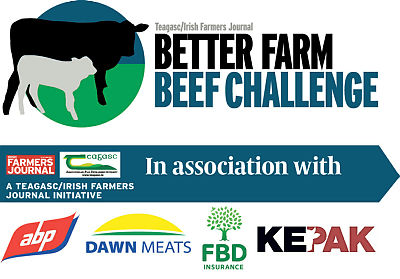 Teagasc/Irish Farmers Journal
BETTER FARM
BEEF CHALLENGE
FARMERS
JOURNAL
teagasc
In association with
A TEAGASC/IRISH FARMERS
JOURNAL INITIATIVE
abp
DAWN MEATS
FBD
INSURANCE
KEPAK